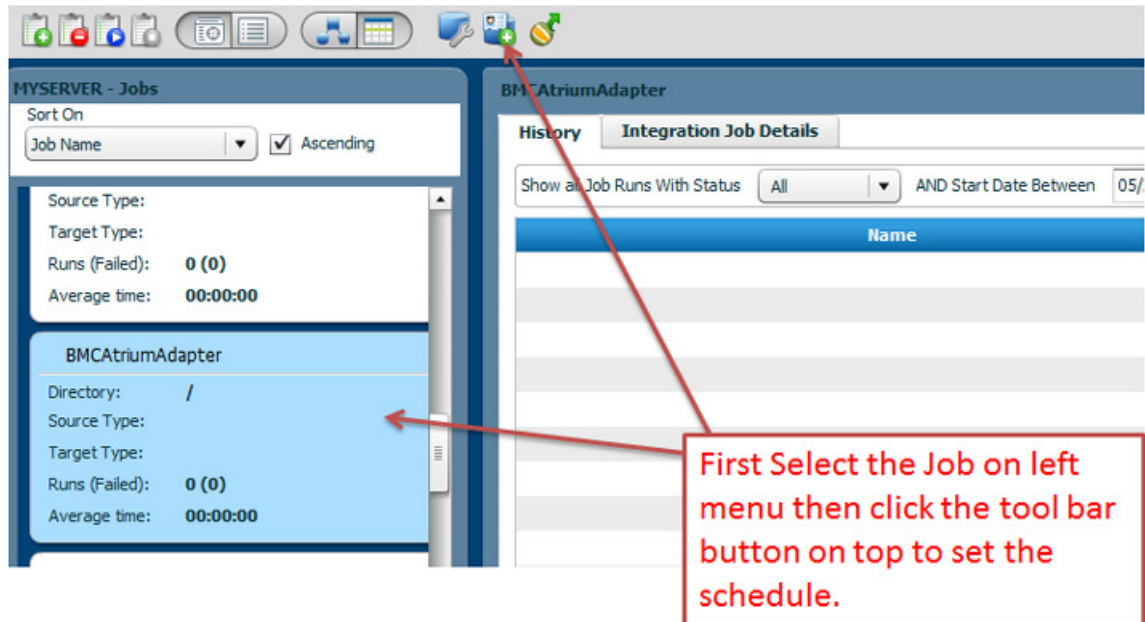 MYSERVER - Jobs
Sort On
Job Name
Ascending
Source Type:
Target Type:
Runs (Failed): 0 (0)
Average time: 00:00:00
BMCAtriumAdapter
Directory: /
Source Type:
Target Type:
Runs (Failed): 0 (0)
Average time: 00:00:00
BMCAtriumAdapter
History Integration Job Details
Show all Job Runs With Status All AND Start Date Between 05/
Name
First Select the Job on left
menu then click the tool bar
button on top to set the
schedule.